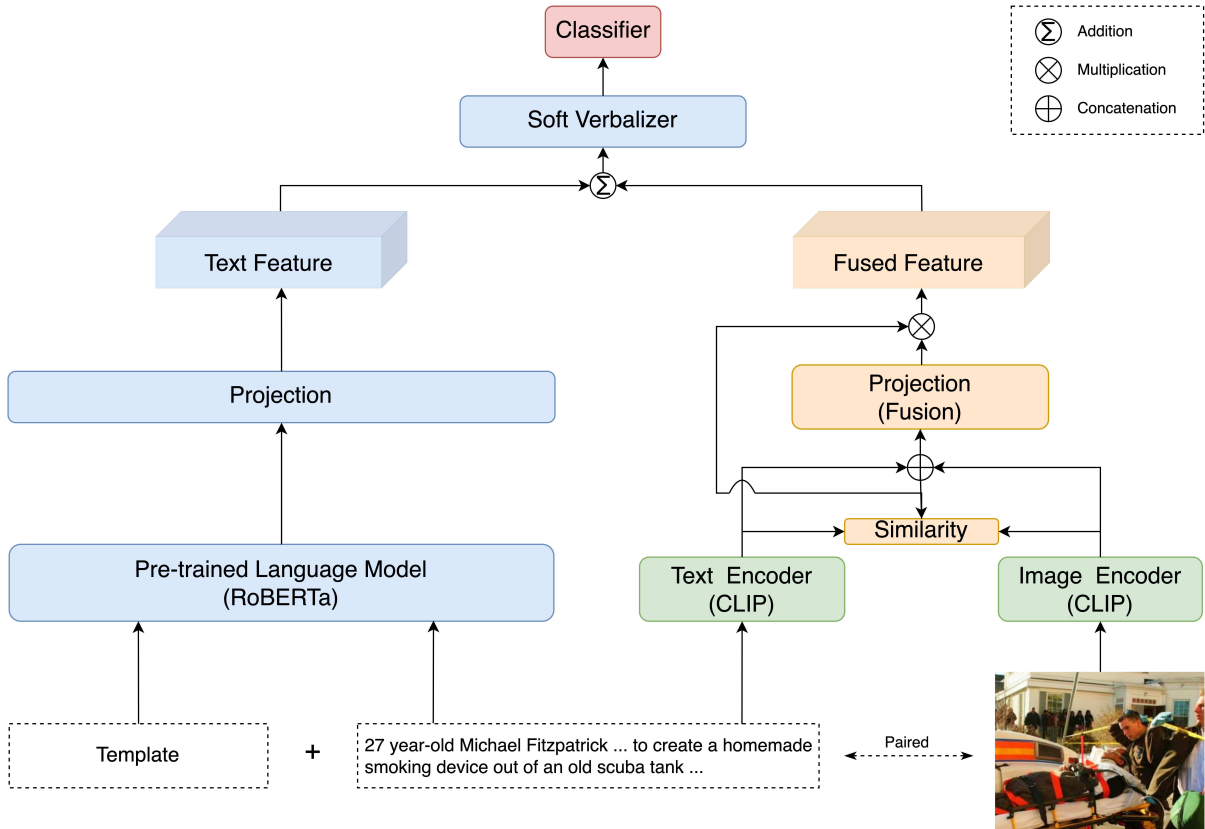 Classifier
Σ Addition
Multiplication
Concatenation
Soft Verbalizer
Σ
Text Feature
Fused Feature
Projection
Projection
(Fusion)
Similarity
Pre-trained Language Model
(RoBERTa)
Text Encoder
(CLIP)
Image Encoder
(CLIP)
Template
+
27 year-old Michael Fitzpatrick ... to create a homemade
smoking device out of an old scuba tank ...
Paired